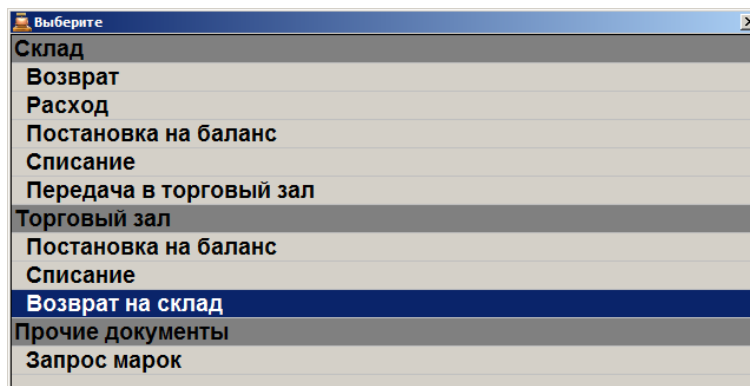 Выберите
Склад
Возврат
Расход
Постановка на баланс
Списание
Передача в торговый зал
Торговый зал
Постановка на баланс
Списание
Возврат на склад
Прочие документы
Запрос марок